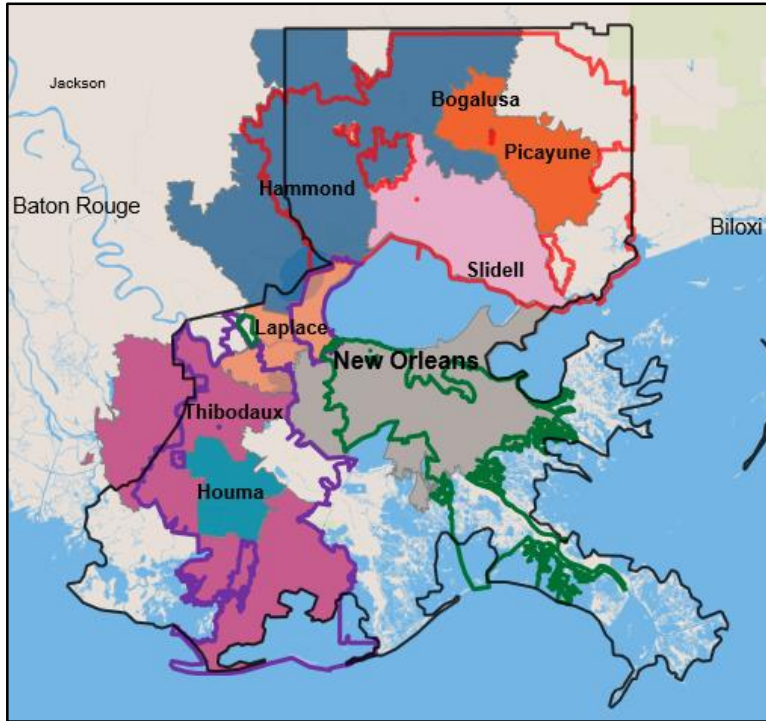 Jackson
Bogalusa
Picayune
Hammond
Baton Rouge
Biloxi
Slidell
Laplace
New Orleans
Thibodaux
Houma